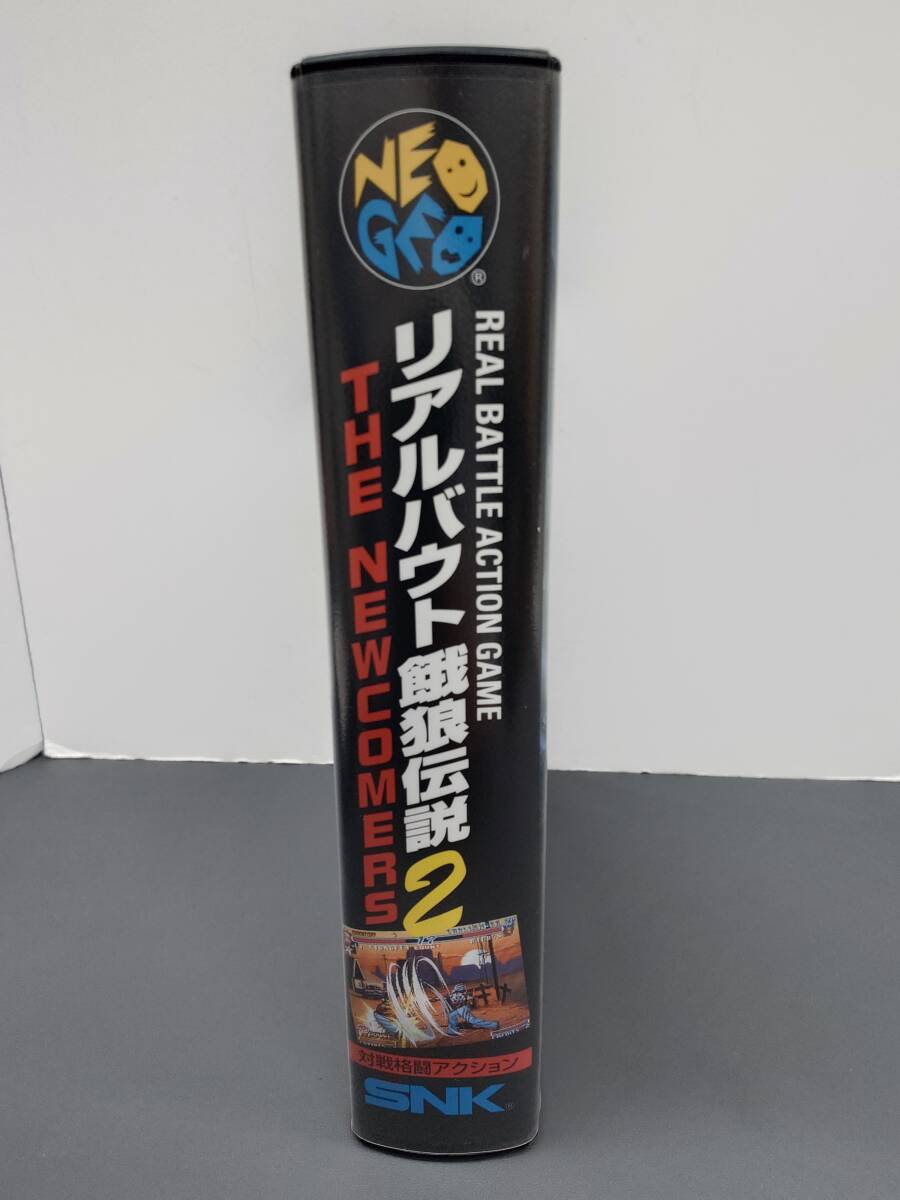 NEO
GEO
®
REAL BATTLE ACTION GAME
リアルバウト餓狼伝説2
THE NEWCOMERS
対戦格闘アクション
SNK®